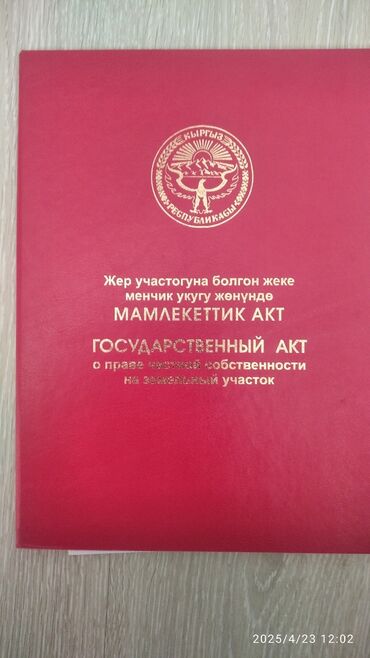 КЫРГЫЗ
РЕСПУБЛИКАСЫ
Жер участогуна болгон жеке
менчик укугу жөнүндө
МАМЛЕКЕТТИК АКТ
ГОСУДАРСТВЕННЫЙ АКТ
о праве частной собственности
на земельный участок
2025/4/23 12:02